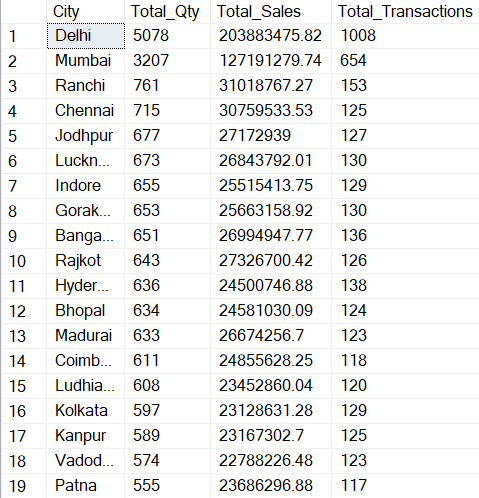 City Total_Qty Total_Sales Total_Transactions
1 Delhi 5078 203883475.82 1008
2 Mumbai 3207 127191279.74 654
3 Ranchi 761 31018767.27 153
4 Chennai 715 30759533.53 125
5 Jodhpur 677 27172939 127
6 Luckn... 673 26843792.01 130
7 Indore 655 25515413.75 129
8 Gorak... 653 25663158.92 130
9 Banga... 651 26994947.77 136
10 Rajkot 643 27326700.42 126
11 Hyder... 636 24500746.88 138
12 Bhopal 634 24581030.09 124
13 Madurai 633 26674256.7 123
14 Coimb... 611 24855628.25 118
15 Ludhia... 608 23452860.04 120
16 Kolkata 597 23128631.28 129
17 Kanpur 589 23167302.7 125
18 Vadod... 574 22788226.48 123
19 Patna 555 23686296.88 117